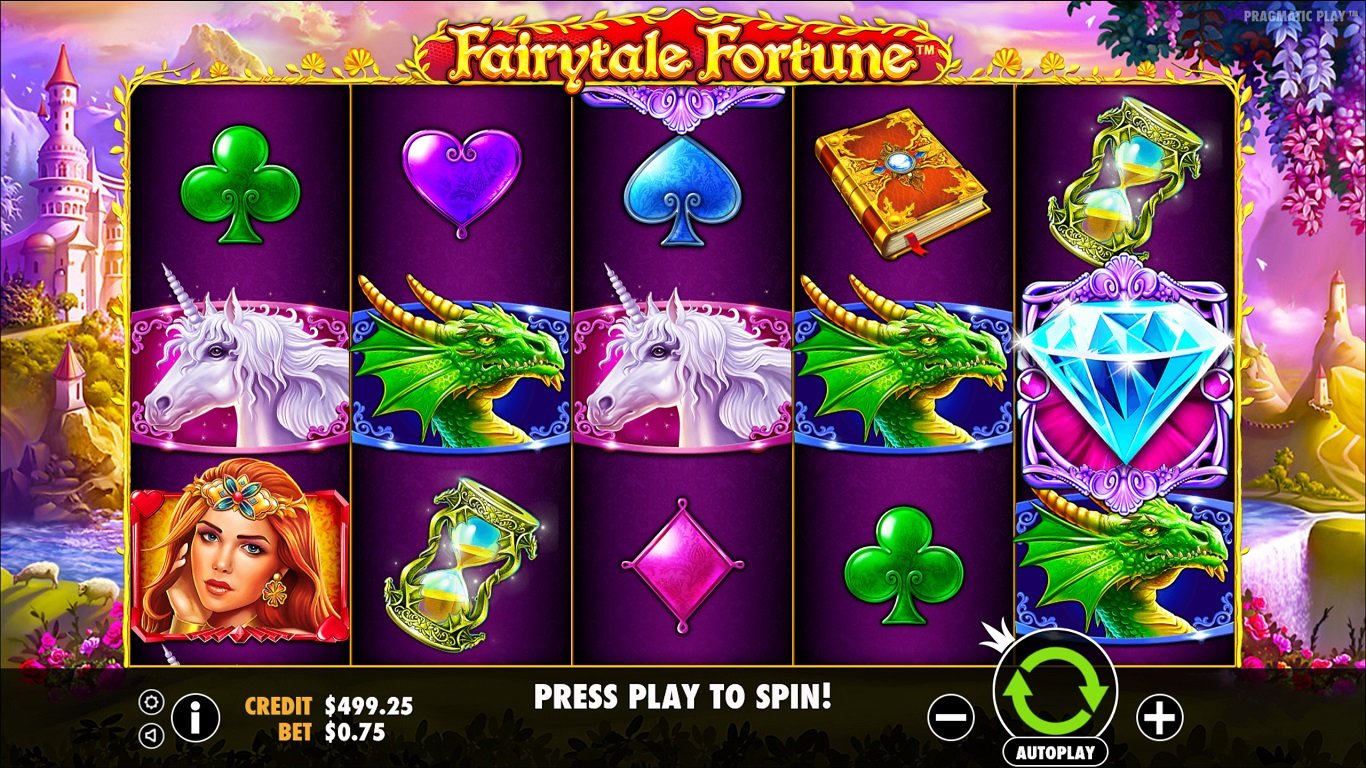 PRAGMATIC PLAY™
Fairytale Fortune™
CREDIT $499.25
BET $0.75
PRESS PLAY TO SPIN!
i
AUTOPLAY